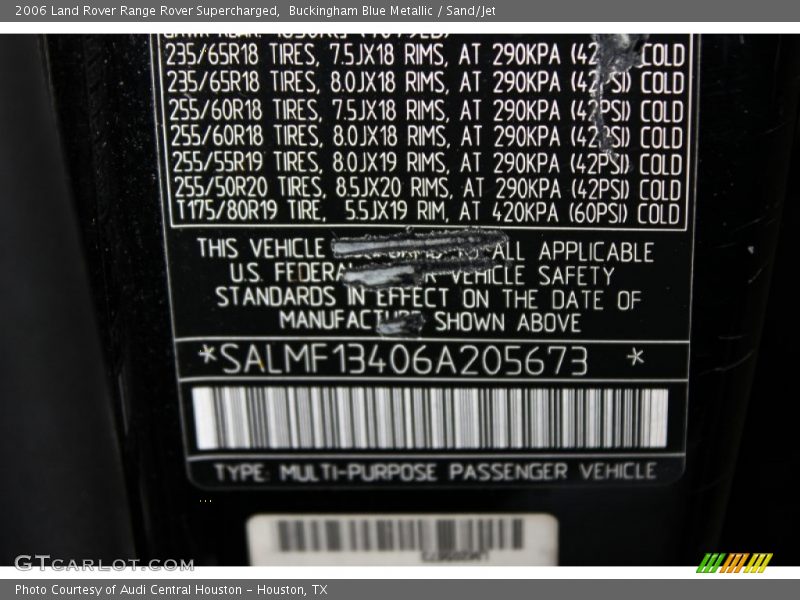 2006 Land Rover Range Rover Supercharged, Buckingham Blue Metallic / Sand/Jet
235/65R18 TIRES, 7.5JX18 RIMS, AT 290KPA (42 COLD
235/65R18 TIRES, 8.0JX18 RIMS, AT 290KPA COLD
255/60R18 TIRES, 7.5JX18 RIMS, AT 290KPA (42PSI) COLD
255/60R18 TIRES, 8.0JX18 RIMS, AT 290KPA (42PSI) COLD
255/55R19 TIRES, 8.0JX19 RIMS, AT 290KPA (42PSI) COLD
255/50R20 TIRES, 8.5JX20 RIMS, AT 290KPA (42PSI) COLD
T175/80R19 TIRE, 5.5JX19 RIM, AT 420KPA (60PSI) COLD
THIS VEHICLE ALL APPLICABLE
U.S. FEDERAL VEHICLE SAFETY
STANDARDS IN EFFECT ON THE DATE OF
MANUFACTURE SHOWN ABOVE
*SALMF13406A205673 *
TYPE: MULTI-PURPOSE PASSENGER VEHICLE
GTCARLOT.COM
Photo Courtesy of Audi Central Houston - Houston, TX